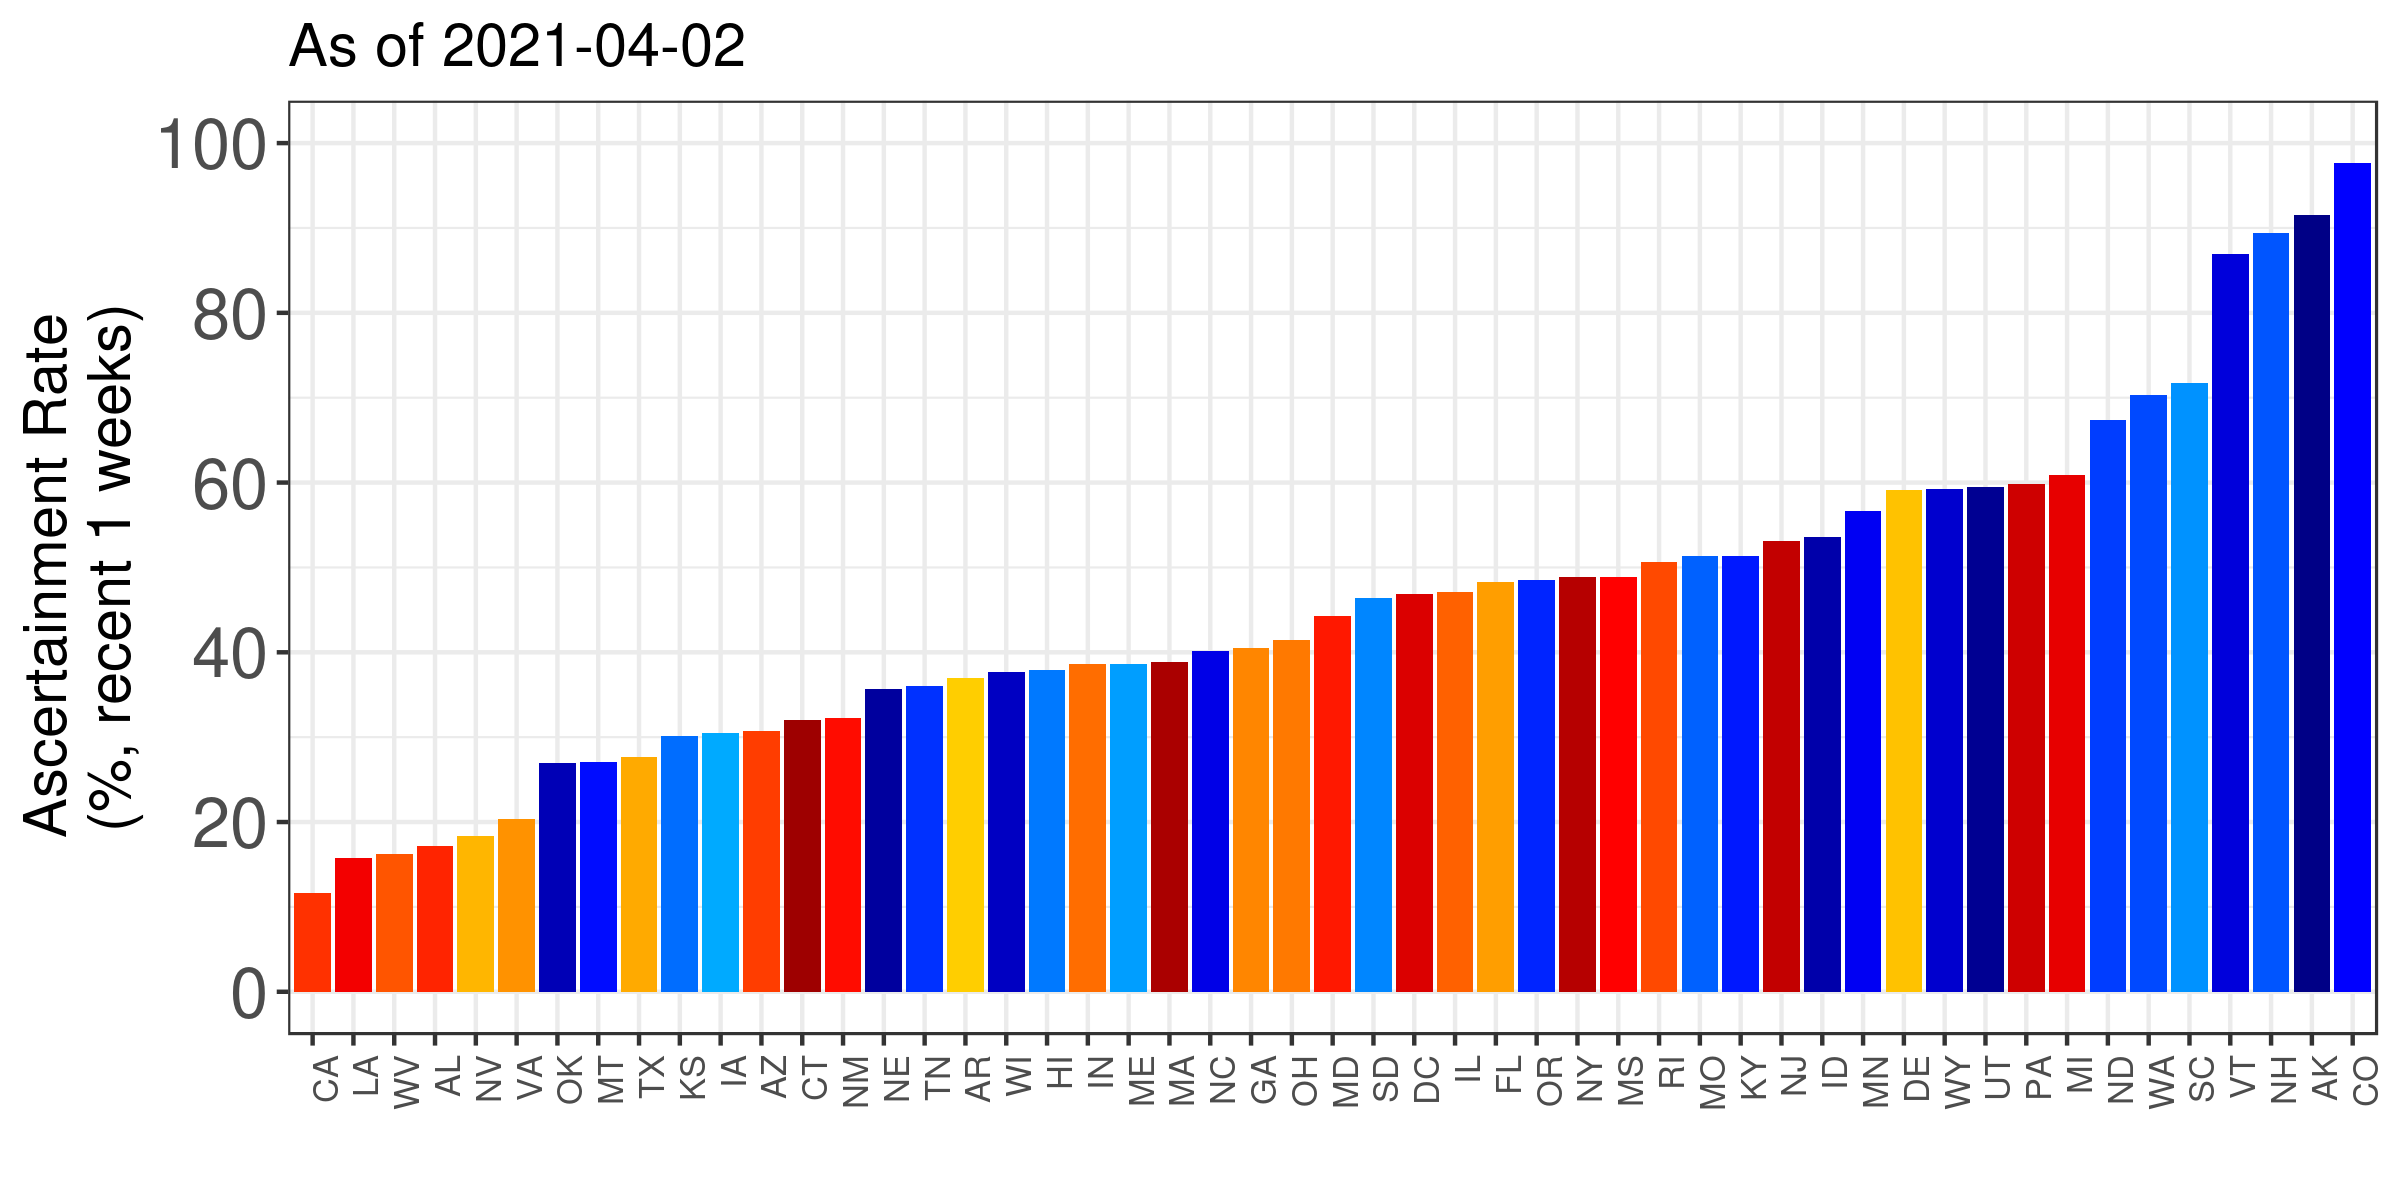 As of 2021-04-02
Ascertainment Rate
(%, recent 1 weeks)
100
80
60
40
20
0
CA LA WV AL NV VA OK MT TX KS IA AZ CT NM NE TN AR WI HI IN ME MA NC GA OH MD SD DC IL FL OR NY MS RI MO KY NJ ID MN DE WY UT PA MI ND WA SC VT NH AK CO